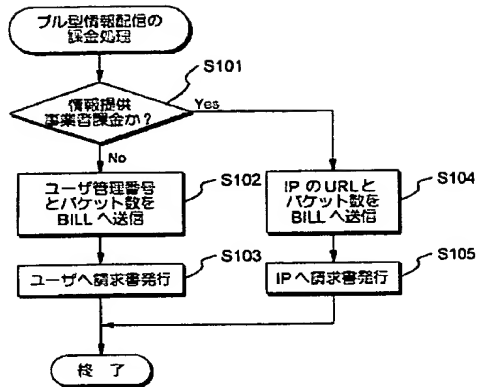 プル型情報配信の
課金処理
S101
情報提供
事業者課金か?
Yes
No
ユーザ管理番号
とパケット数を
BILLへ送信
S102
IPのURLと
パケット数を
BILLへ送信
S104
ユーザへ請求書発行
S103
IPへ請求書発行
S105
終了